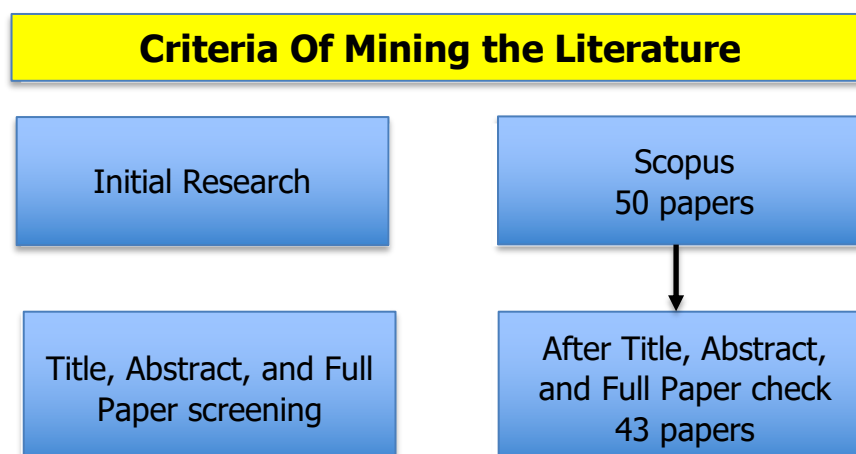 Criteria Of Mining the Literature
Initial Research
Scopus
50 papers
Title, Abstract, and Full
Paper screening
After Title, Abstract,
and Full Paper check
43 papers